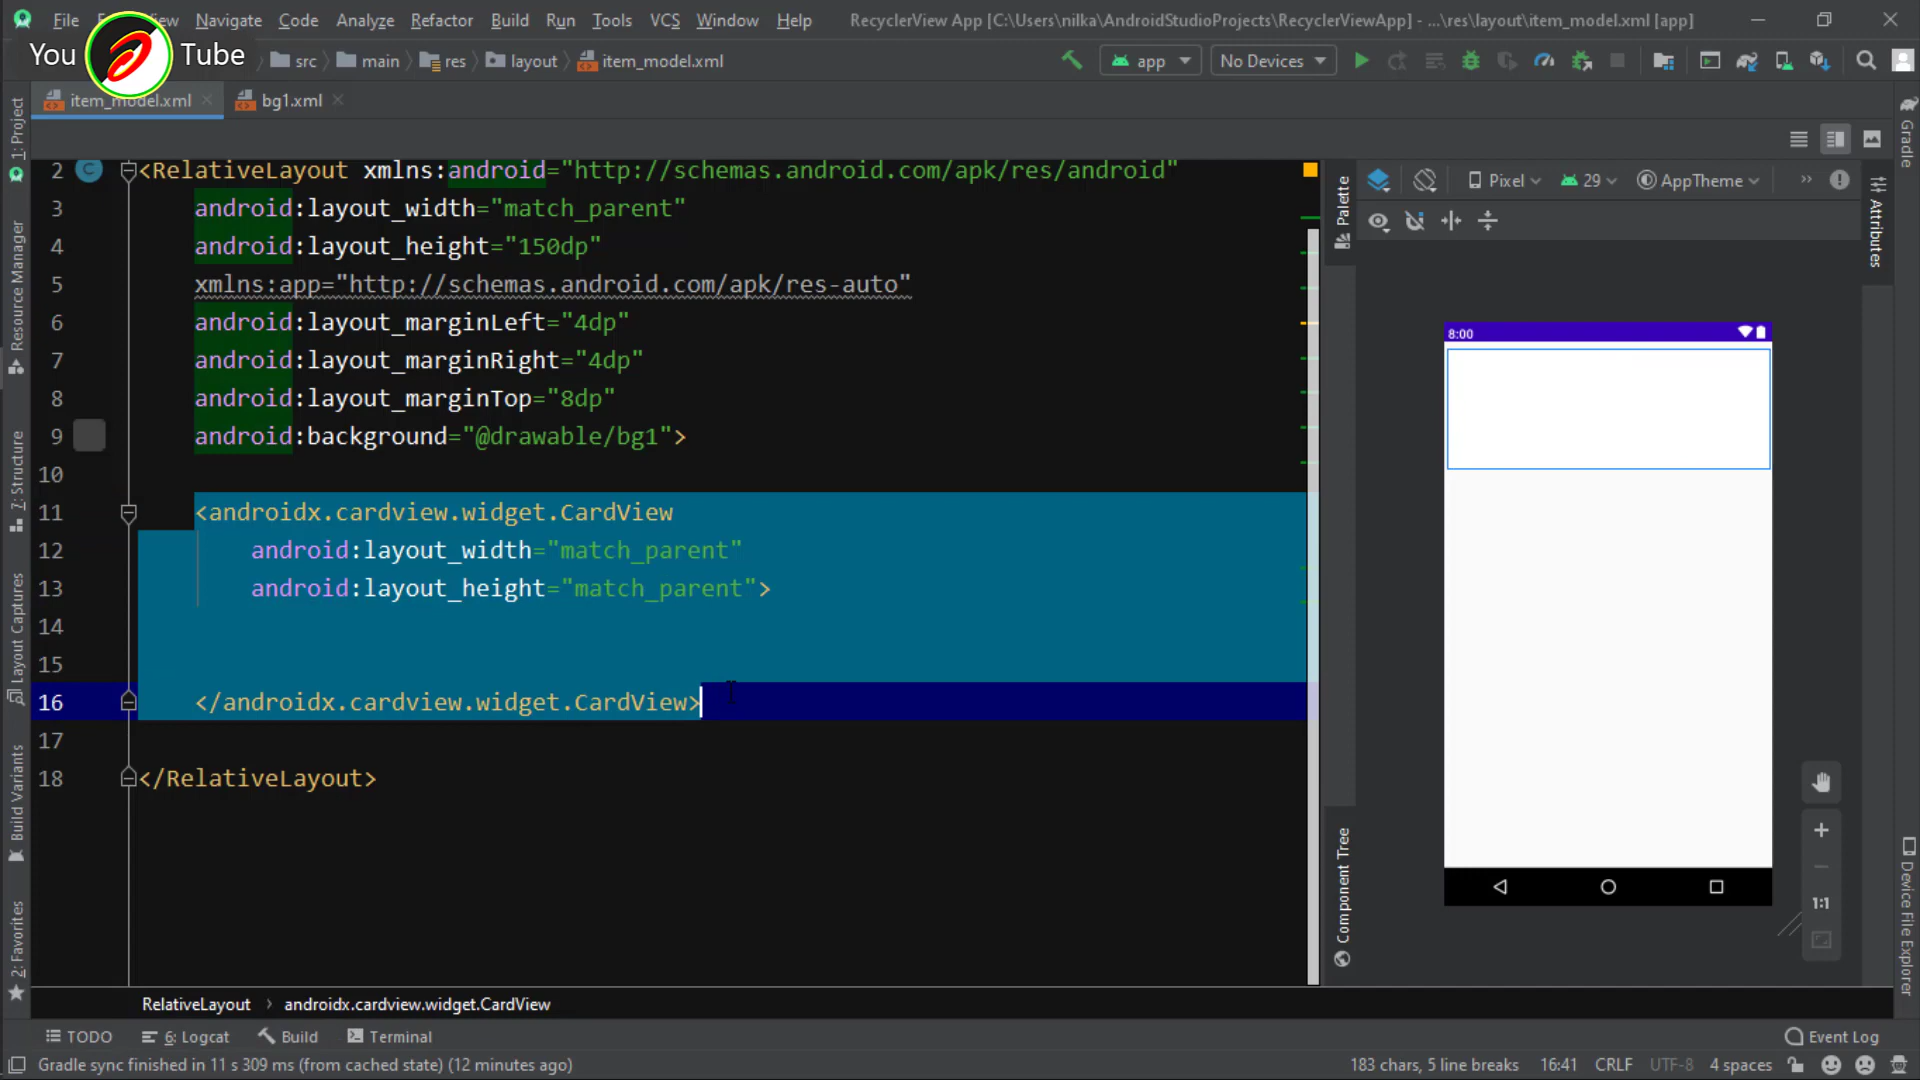 File
View
Navigate
Code
Analyze
Refactor
Build
Run
Tools
VCS
Window
Help
RecyclerView App [C:\Users\nilka\AndroidStudioProjects\RecyclerViewApp] - ...\res\layout\item_model.xml [app]
You Tube
src
main
res
layout
item_model.xml
app
No Devices
item_model.xml
bg1.xml
1: Project
Resource Manager
7: Structure
Layout Captures
Build Variants
2: Favorites
2 <RelativeLayout xmlns:android="http://schemas.android.com/apk/res/android"
3 android:layout_width="match_parent"
4 android:layout_height="150dp"
5 xmlns:app="http://schemas.android.com/apk/res-auto"
6 android:layout_marginLeft="4dp"
7 android:layout_marginRight="4dp"
8 android:layout_marginTop="8dp"
9 android:background="@drawable/bg1">
10
11 <androidx.cardview.widget.CardView
12 android:layout_width="match_parent"
13 android:layout_height="match_parent">
14
15
16 </androidx.cardview.widget.CardView>
17
18 </RelativeLayout>
Palette
Component Tree
Pixel
29
AppTheme
8:00
1:1
Gradle
Attributes
Device File Explorer
RelativeLayout › androidx.cardview.widget.CardView
TODO
6: Logcat
Build
Terminal
Event Log
Gradle sync finished in 11 s 309 ms (from cached state) (12 minutes ago)
183 chars, 5 line breaks
16:41
CRLF
UTF-8
4 spaces